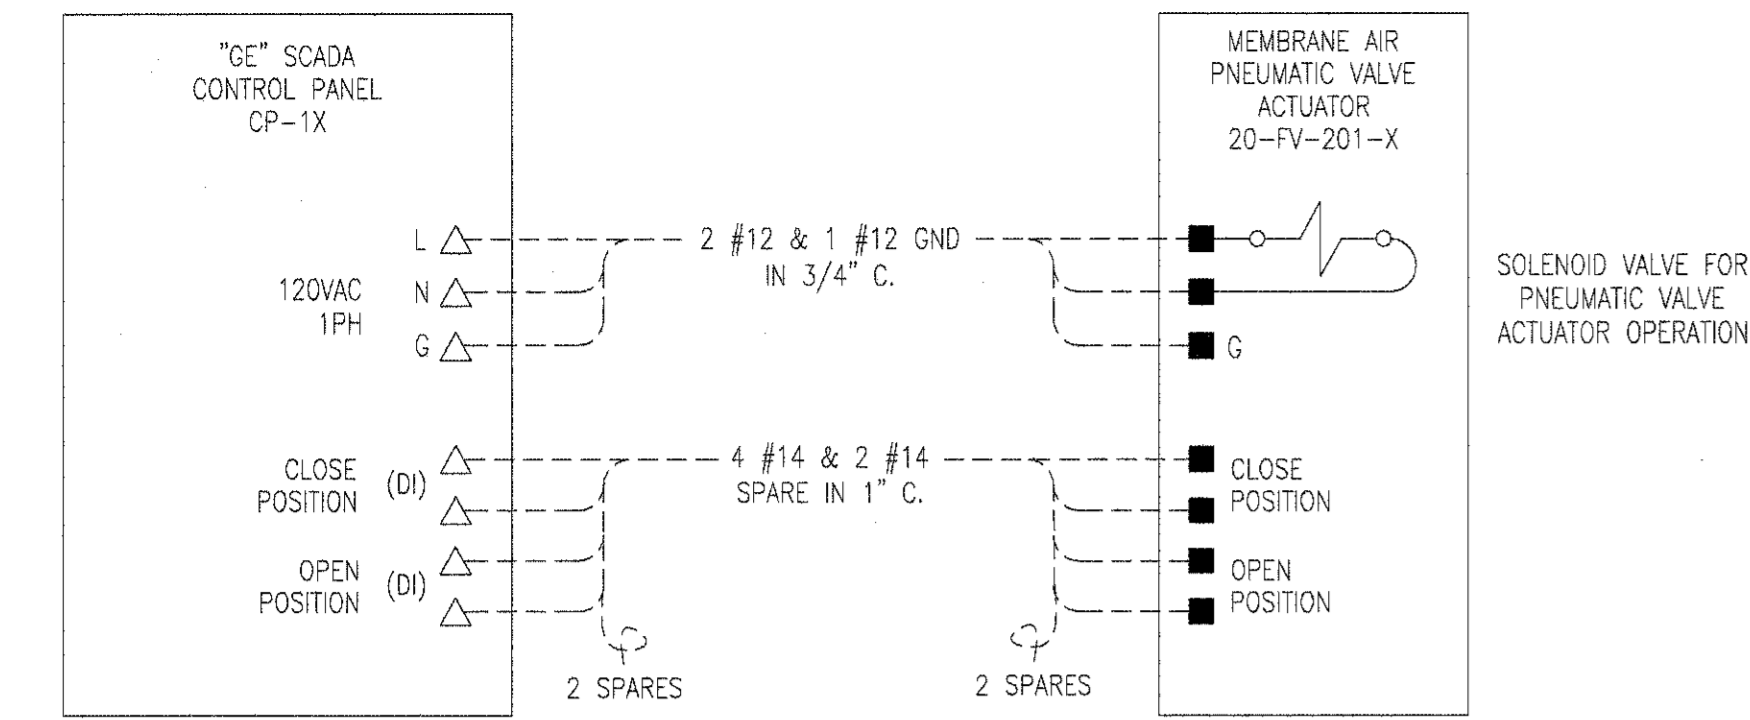 "GE" SCADA
CONTROL PANEL
CP-1X
MEMBRANE AIR
PNEUMATIC VALVE
ACTUATOR
20-FV-201-X
L
N
G
120VAC
1PH
2 #12 & 1 #12 GND
IN 3/4" C.
G
SOLENOID VALVE FOR
PNEUMATIC VALVE
ACTUATOR OPERATION
CLOSE
POSITION
(DI)
OPEN
POSITION
(DI)
4 #14 & 2 #14
SPARE IN 1" C.
CLOSE
POSITION
OPEN
POSITION
2 SPARES
2 SPARES